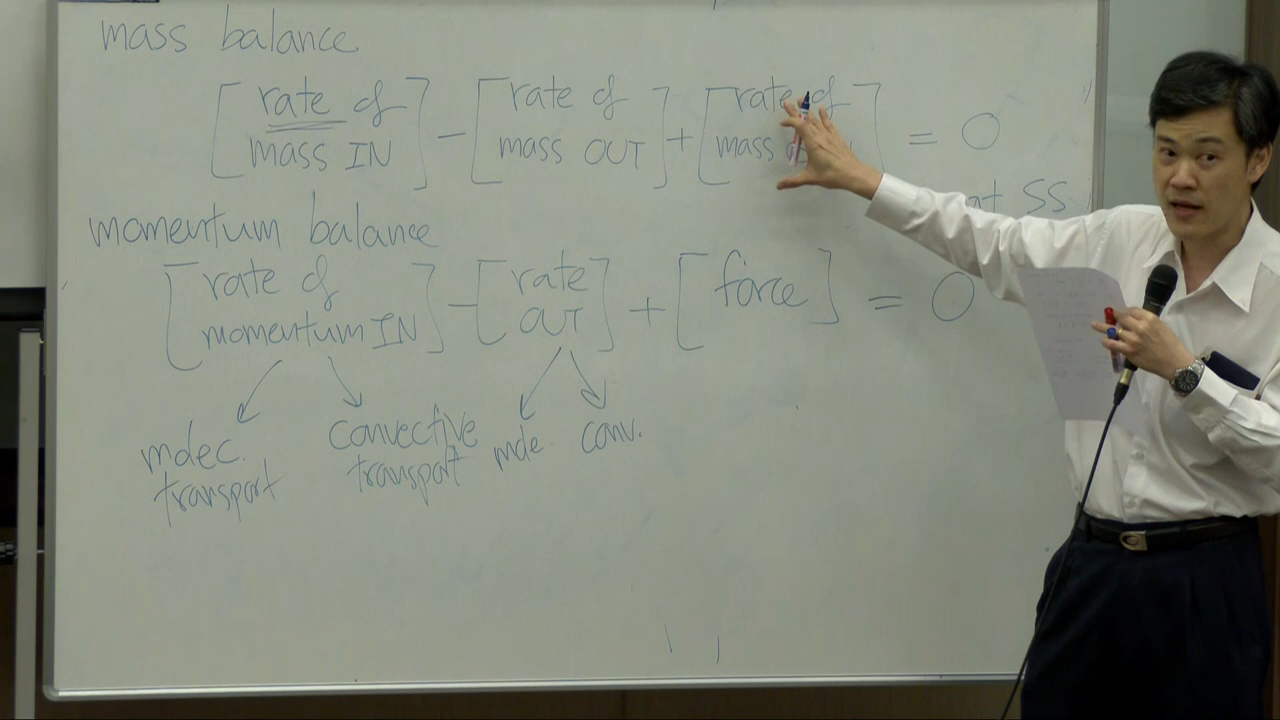 mass balance
[rate of mass IN] - [rate of mass OUT] + [rate of mass] = 0
at SS
momentum balance
[rate of momentum IN] - [rate OUT] + [force] = 0
molec. transport
convective transport
mole. conv.